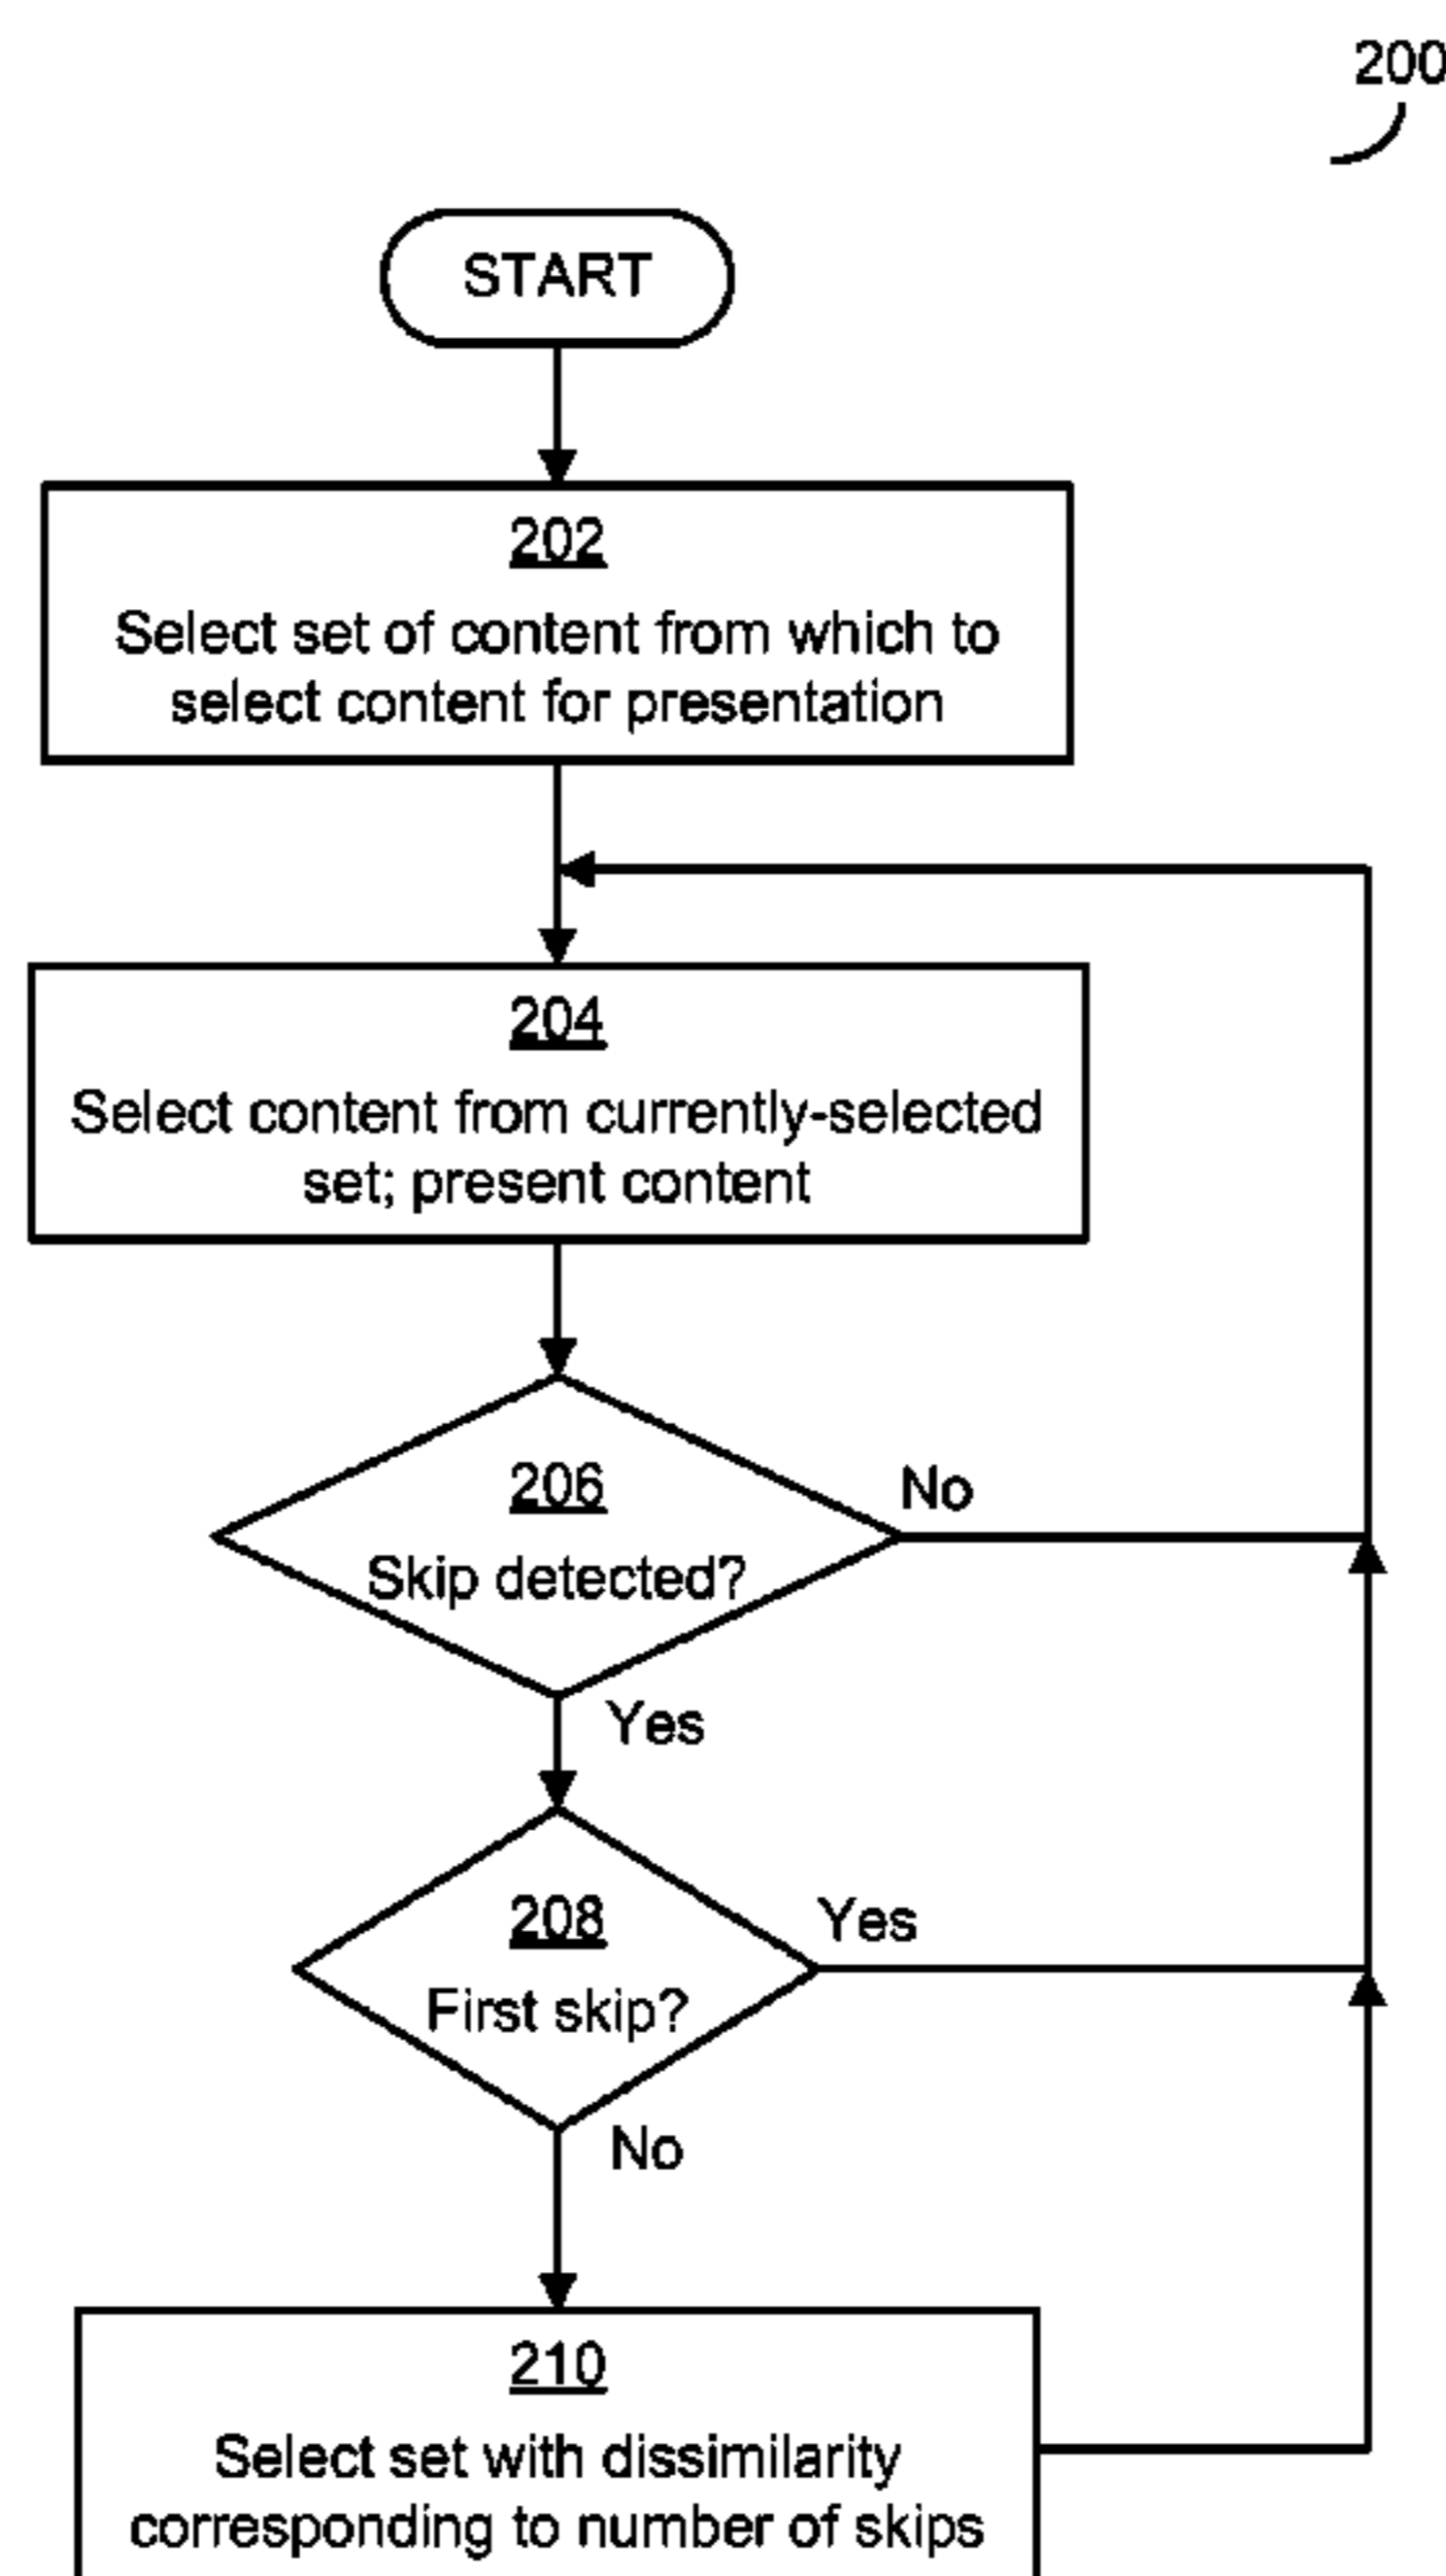 200
START
202
Select set of content from which to
select content for presentation
204
Select content from currently-selected
set; present content
206
Skip detected?
No
Yes
208
First skip?
Yes
No
210
Select set with dissimilarity
corresponding to number of skips